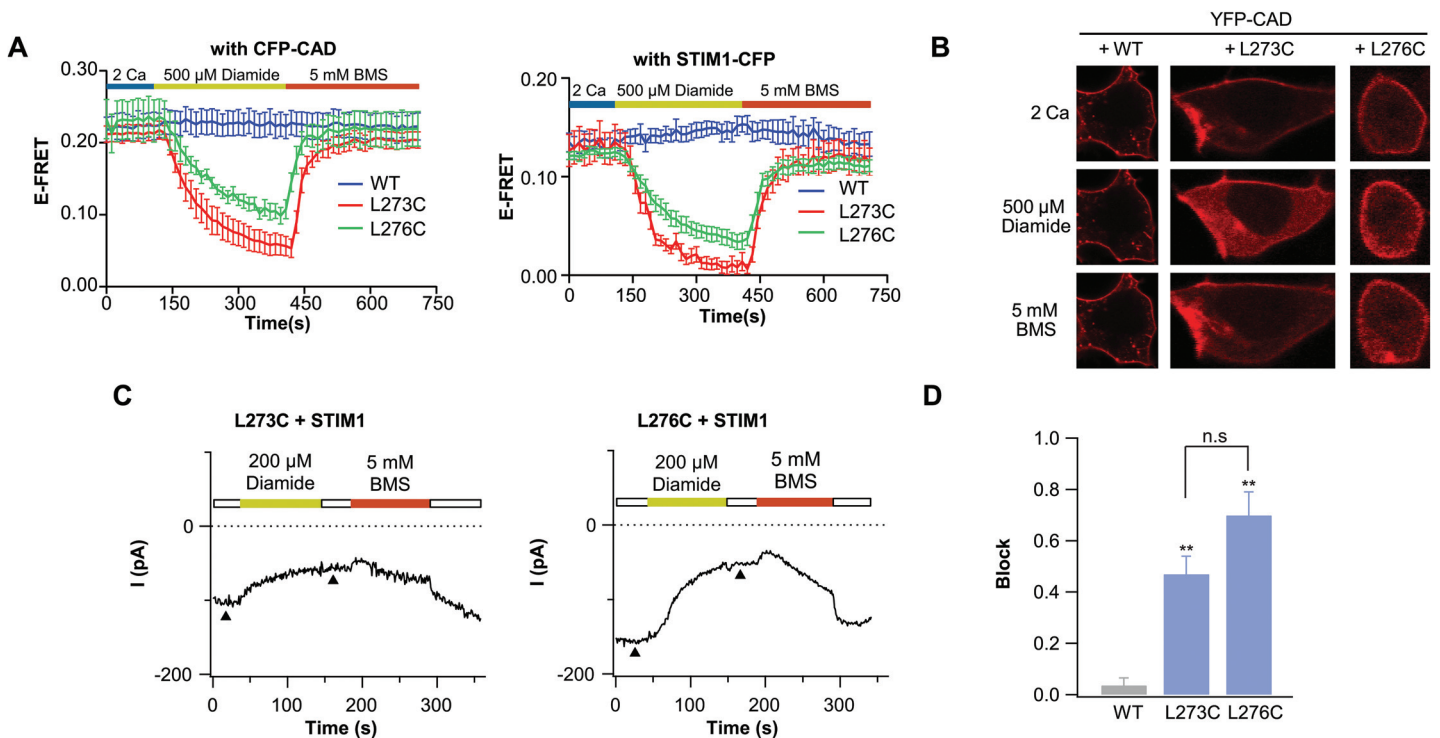 A
with CFP-CAD
2 Ca
500 µM Diamide
5 mM BMS
0.30
0.20
0.10
0.00
E-FRET
WT
L273C
L276C
0
150
300
450
600
750
Time(s)
with STIM1-CFP
2 Ca
500 µM Diamide
5 mM BMS
0.20
0.10
0.00
E-FRET
WT
L273C
L276C
0
150
300
450
600
750
Time(s)
B
YFP-CAD
+ WT
+ L273C
+ L276C
2 Ca
500 µM
Diamide
5 mM
BMS
C
L273C + STIM1
200 µM
Diamide
5 mM
BMS
0
-200
I (pA)
0
100
200
300
Time (s)
L276C + STIM1
200 µM
Diamide
5 mM
BMS
0
-200
I (pA)
0
100
200
300
Time (s)
D
n.s
**
**
1.0
0.8
0.6
0.4
0.2
0.0
Block
WT
L273C
L276C